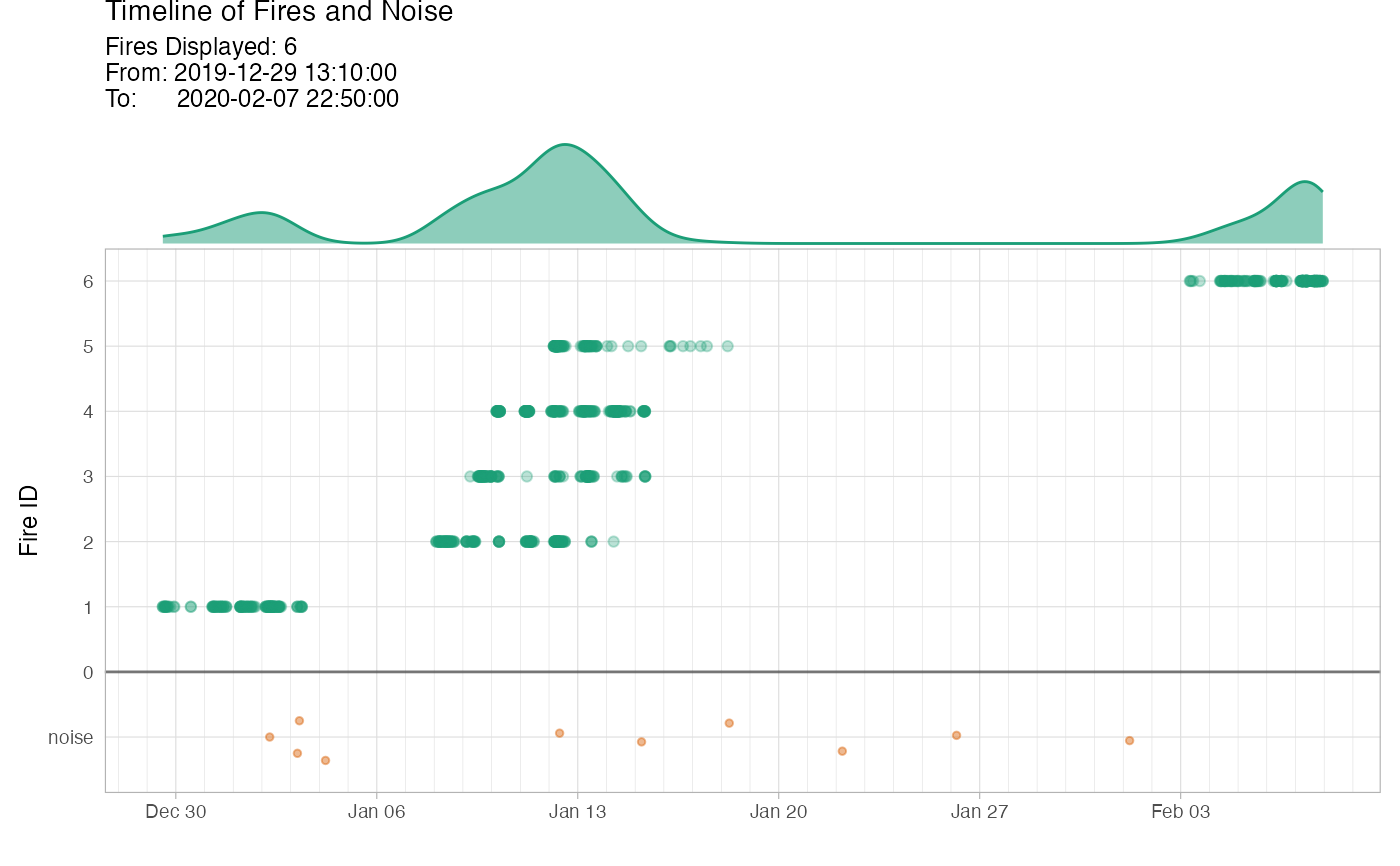 Timeline of Fires and Noise
Fires Displayed: 6
From: 2019-12-29 13:10:00
To: 2020-02-07 22:50:00
6
5
4
3
2
1
0
noise
Fire ID
Dec 30 Jan 06 Jan 13 Jan 20 Jan 27 Feb 03